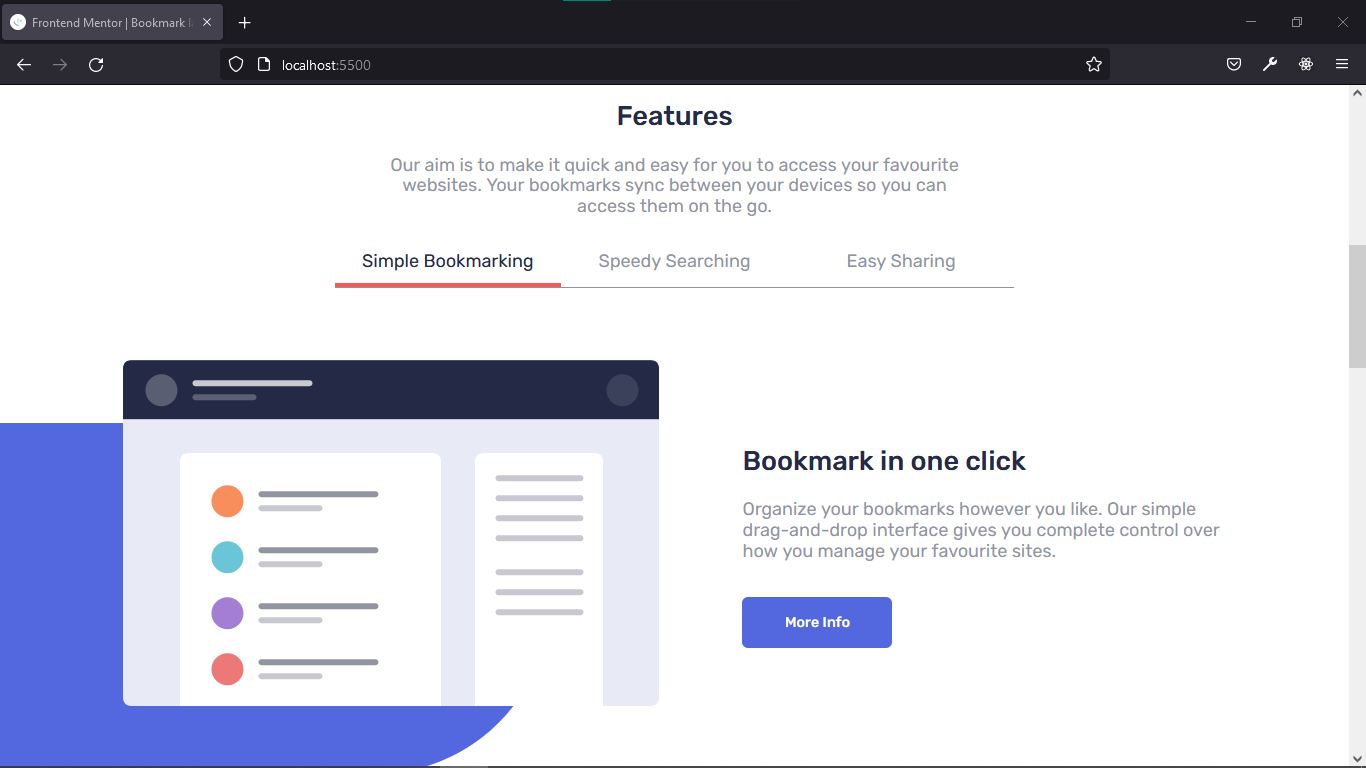 Frontend Mentor | Bookmark
localhost:5500
Features
Our aim is to make it quick and easy for you to access your favourite
websites. Your bookmarks sync between your devices so you can
access them on the go.
Simple Bookmarking
Speedy Searching
Easy Sharing
Bookmark in one click
Organize your bookmarks however you like. Our simple
drag-and-drop interface gives you complete control over
how you manage your favourite sites.
More Info